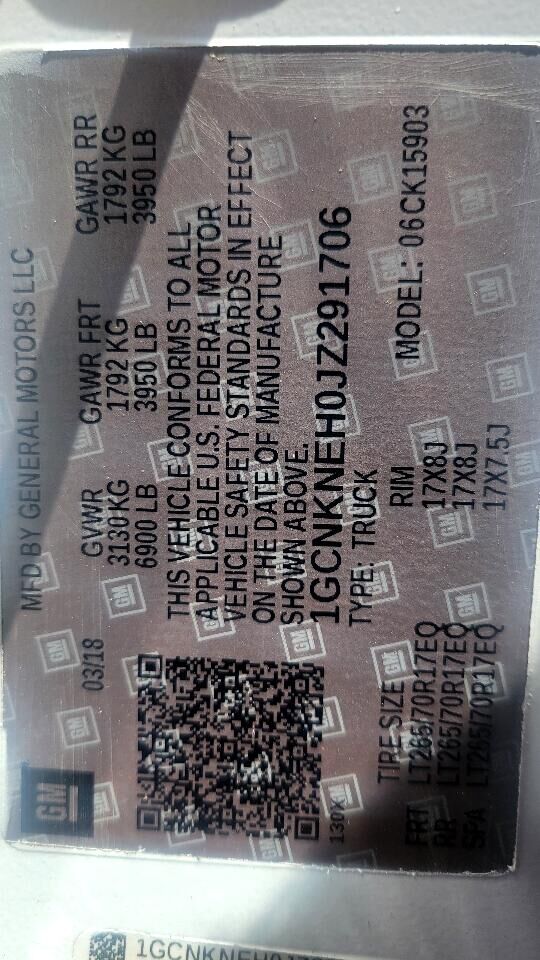 GM
MFD BY GENERAL MOTORS LLC
03/18 GVWR GAWR FRT GAWR RR
3130 KG 1792 KG 1792 KG
6900 LB 3950 LB 3950 LB
THIS VEHICLE CONFORMS TO ALL
APPLICABLE U.S. FEDERAL MOTOR
VEHICLE SAFETY STANDARDS IN EFFECT
ON THE DATE OF MANUFACTURE
SHOWN ABOVE.
1GCNKNEH0JZ291706
130X TYPE: TRUCK
TIRE SIZE RIM MODEL: 06CK15903
FRT LT265/70R17EQ 17X8J
RR LT265/70R17EQ 17X8J
SPA LT265/70R17EQ 17X7.5J